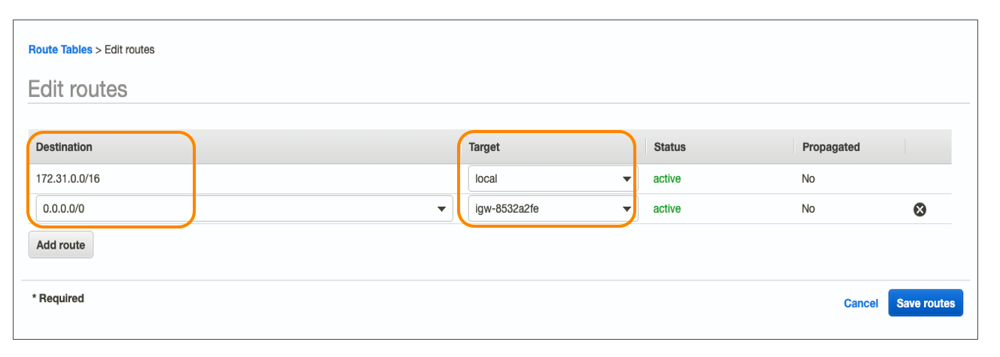 Route Tables > Edit routes
Edit routes
Destination Target Status Propagated
172.31.0.0/16 local active No
0.0.0.0/0 igw-8532a2fe active No
Add route
* Required
Cancel Save routes